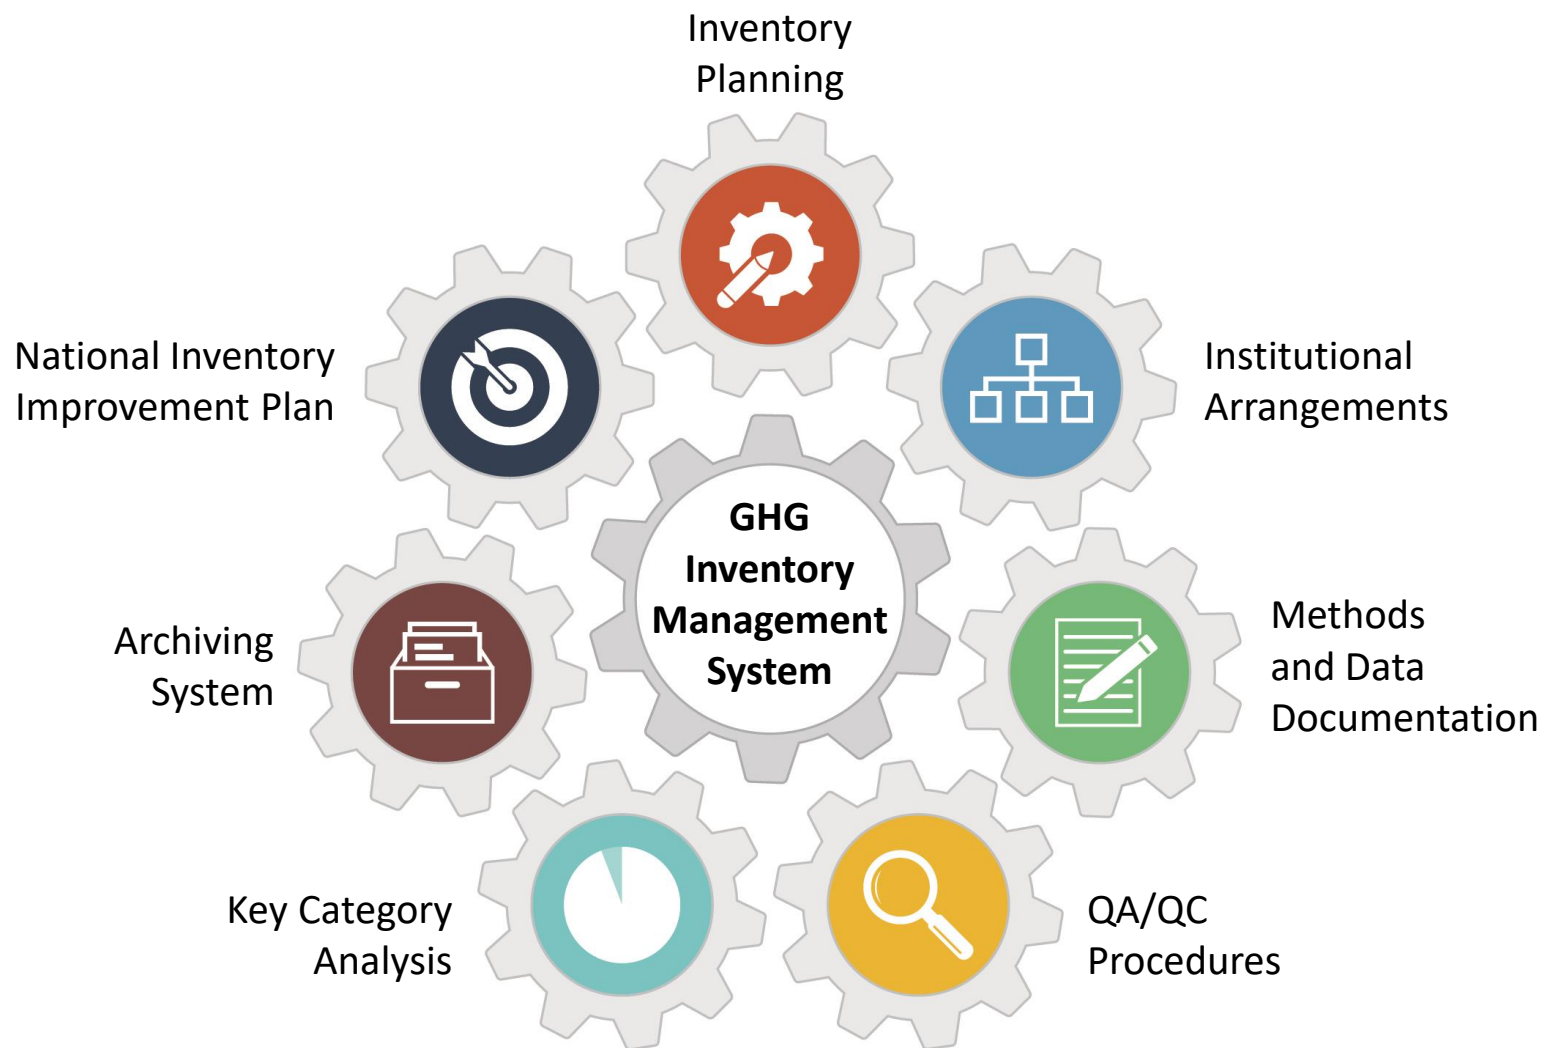 Inventory
Planning
National Inventory
Improvement Plan
Institutional
Arrangements
GHG
Inventory
Management
System
Archiving
System
Methods
and Data
Documentation
Key Category
Analysis
QA/QC
Procedures